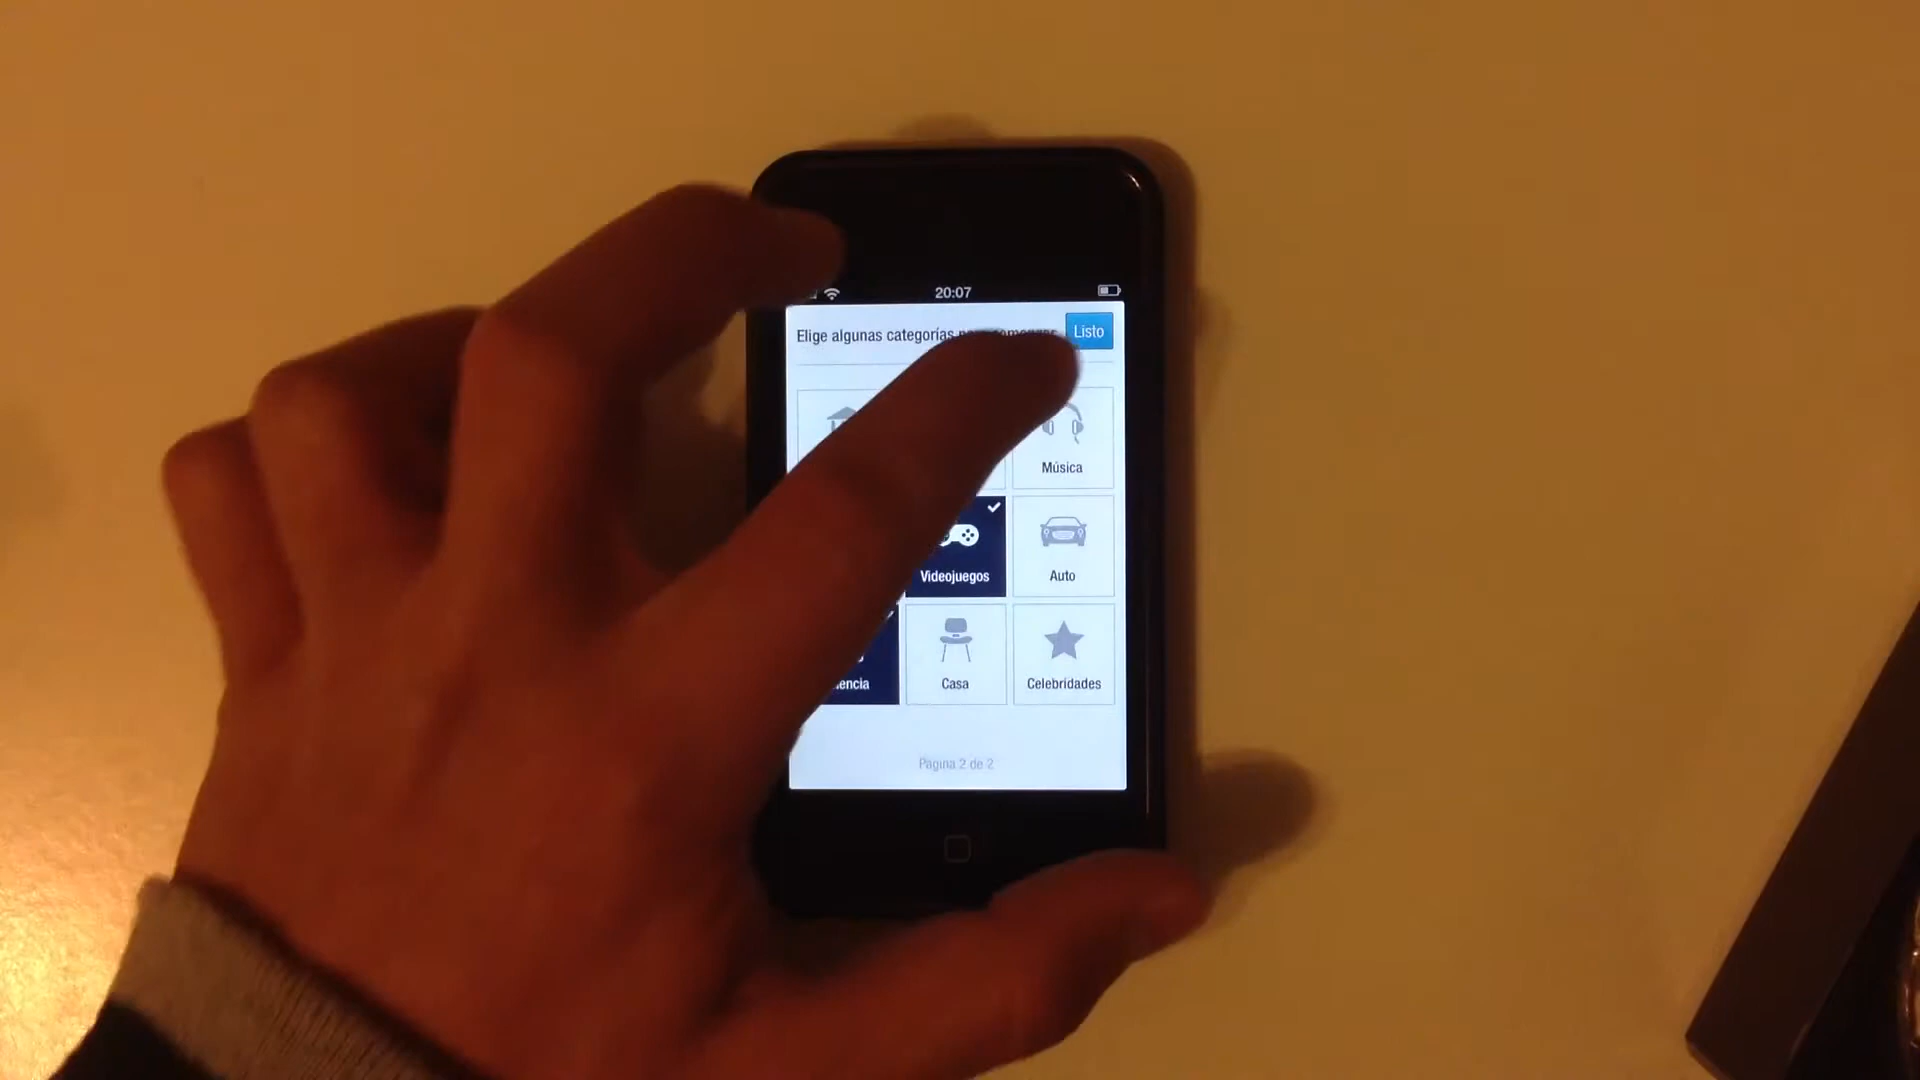 20:07
Elige algunas categorías
Listo
Música
Videojuegos
Auto
Casa
Celebridades
Pagina 2 de 2